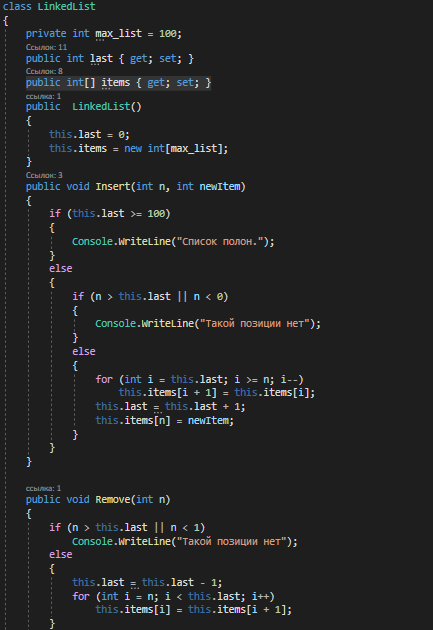 class LinkedList
{
    private int max_list = 100;
    Ссылок: 11
    public int last { get; set; }
    Ссылок: 8
    public int[] items { get; set; }
    ссылка: 1
    public  LinkedList()
    {
        this.last = 0;
        this.items = new int[max_list];
    }
    Ссылок: 3
    public void Insert(int n, int newItem)
    {
        if (this.last >= 100)
        {
            Console.WriteLine("Список полон.");
        }
        else
        {
            if (n > this.last || n < 0)
            {
                Console.WriteLine("Такой позиции нет");
            }
            else
            {
                for (int i = this.last; i >= n; i--)
                    this.items[i + 1] = this.items[i];
                this.last = this.last + 1;
                this.items[n] = newItem;
            }
        }
    }
    ссылка: 1
    public void Remove(int n)
    {
        if (n > this.last || n < 1)
            Console.WriteLine("Такой позиции нет");
        else
        {
            this.last = this.last - 1;
            for (int i = n; i < this.last; i++)
                this.items[i] = this.items[i + 1];
        }